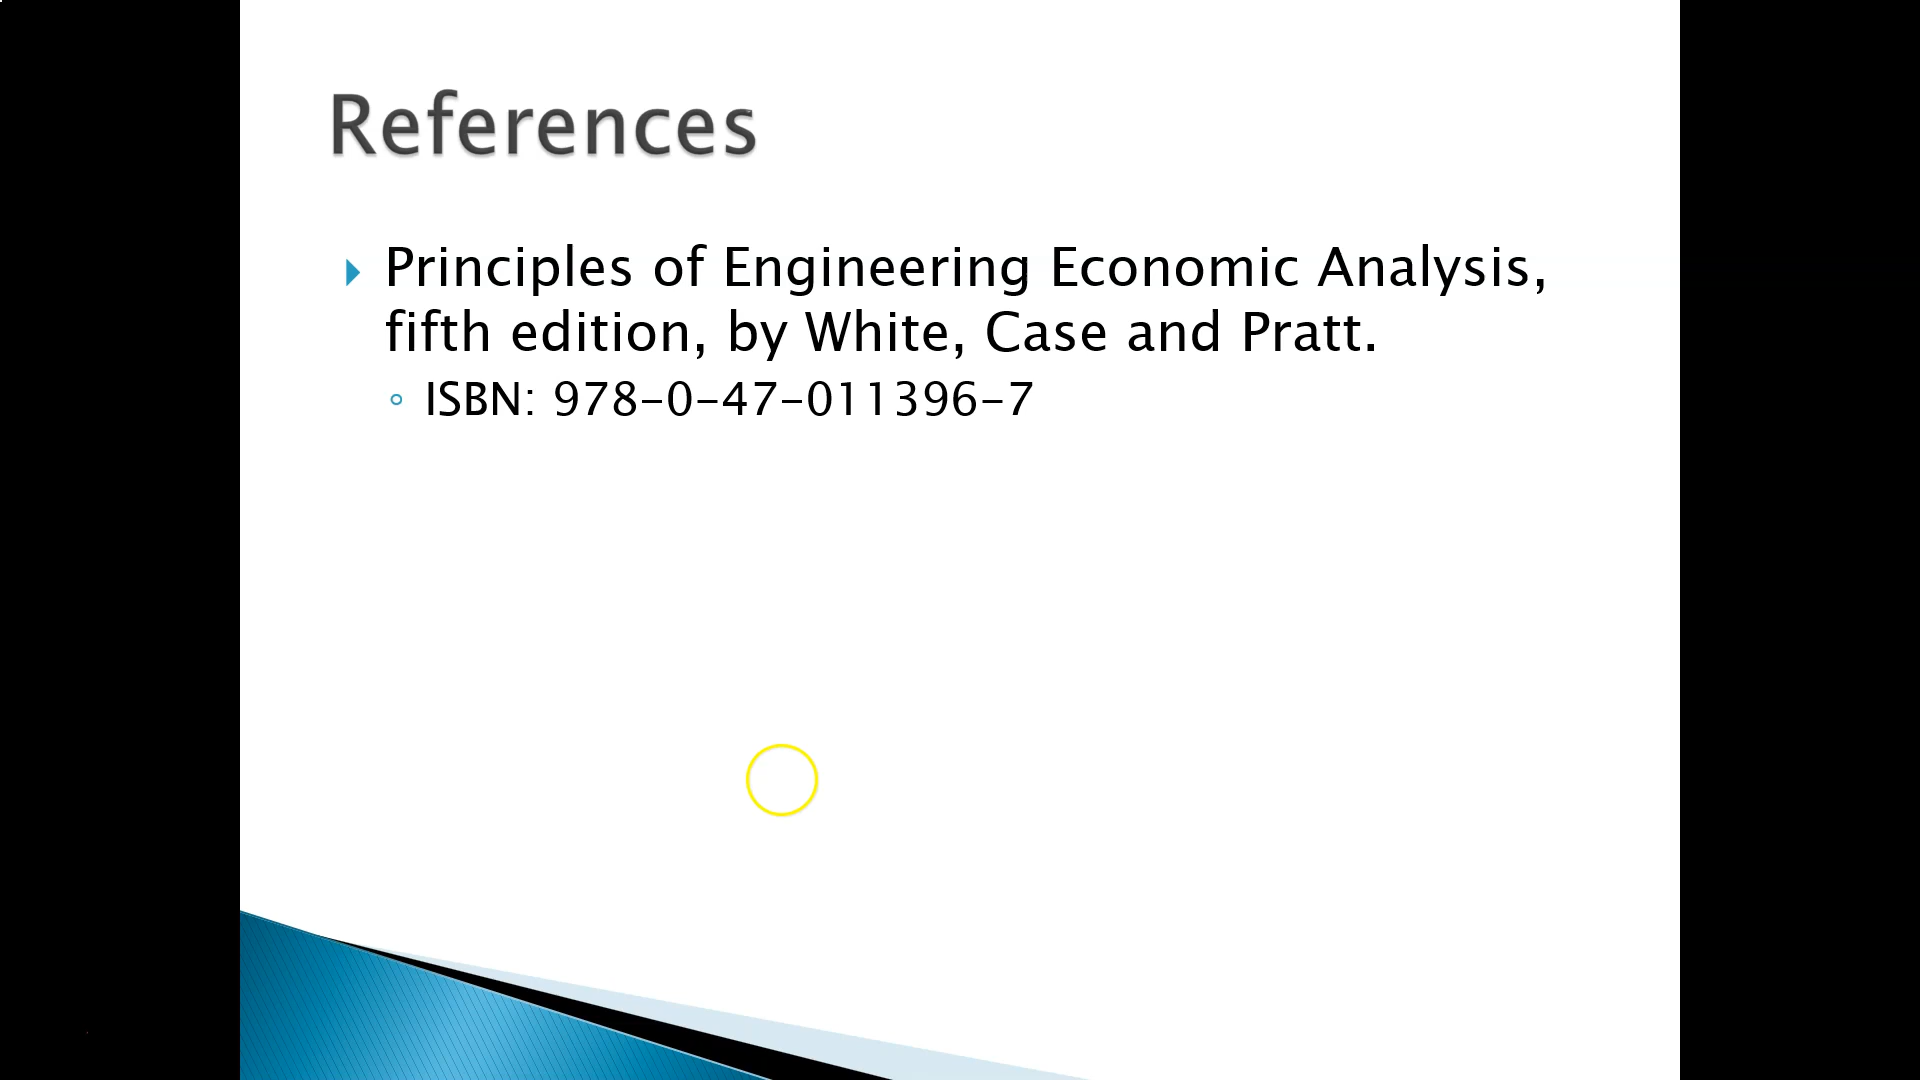 References
Principles of Engineering Economic Analysis,
fifth edition, by White, Case and Pratt.
ISBN: 978-0-47-011396-7